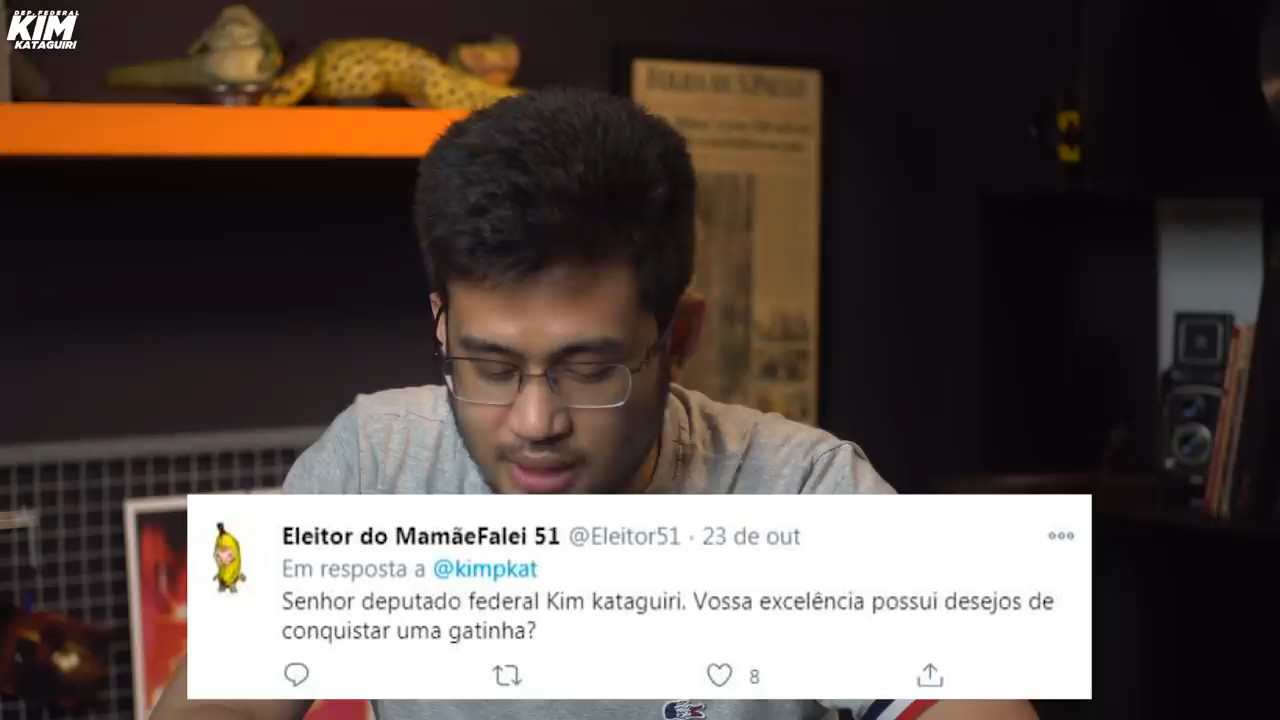 DEP. FEDERAL
KIM
KATAGUIRI
Eleitor do MamãeFalei 51 @Eleitor51 · 23 de out
Em resposta a @kimpkat
Senhor deputado federal Kim kataguiri. Vossa excelência possui desejos de
conquistar uma gatinha?
8